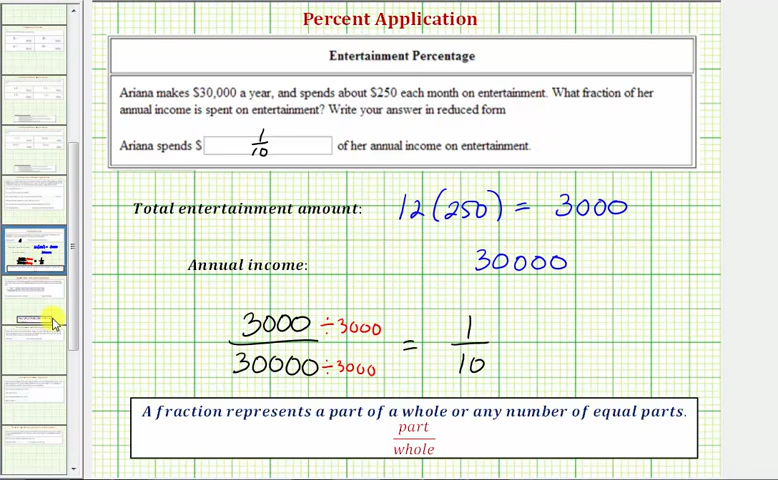 Percent Application
Entertainment Percentage
Ariana makes $30,000 a year, and spends about $250 each month on entertainment. What fraction of her
annual income is spent on entertainment? Write your answer in reduced form
Ariana spends $ 1/10 of her annual income on entertainment.
Total entertainment amount: 12(250) = 3000
Annual income: 30000
3000 ÷3000
30000 ÷3000
= 1/10
A fraction represents a part of a whole or any number of equal parts.
part
whole